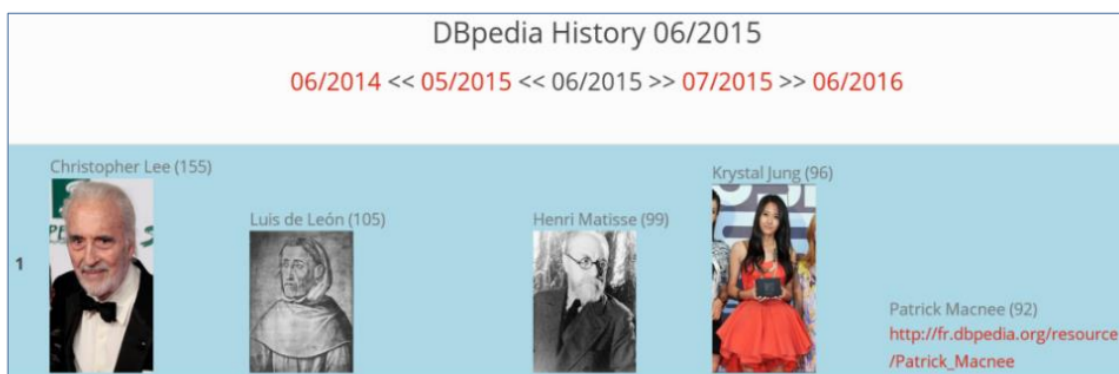 DBpedia History 06/2015
06/2014 << 05/2015 << 06/2015 >> 07/2015 >> 06/2016
1
Christopher Lee (155)
Luis de León (105)
Henri Matisse (99)
Krystal Jung (96)
Patrick Macnee (92)
http://fr.dbpedia.org/resource
/Patrick_Macnee